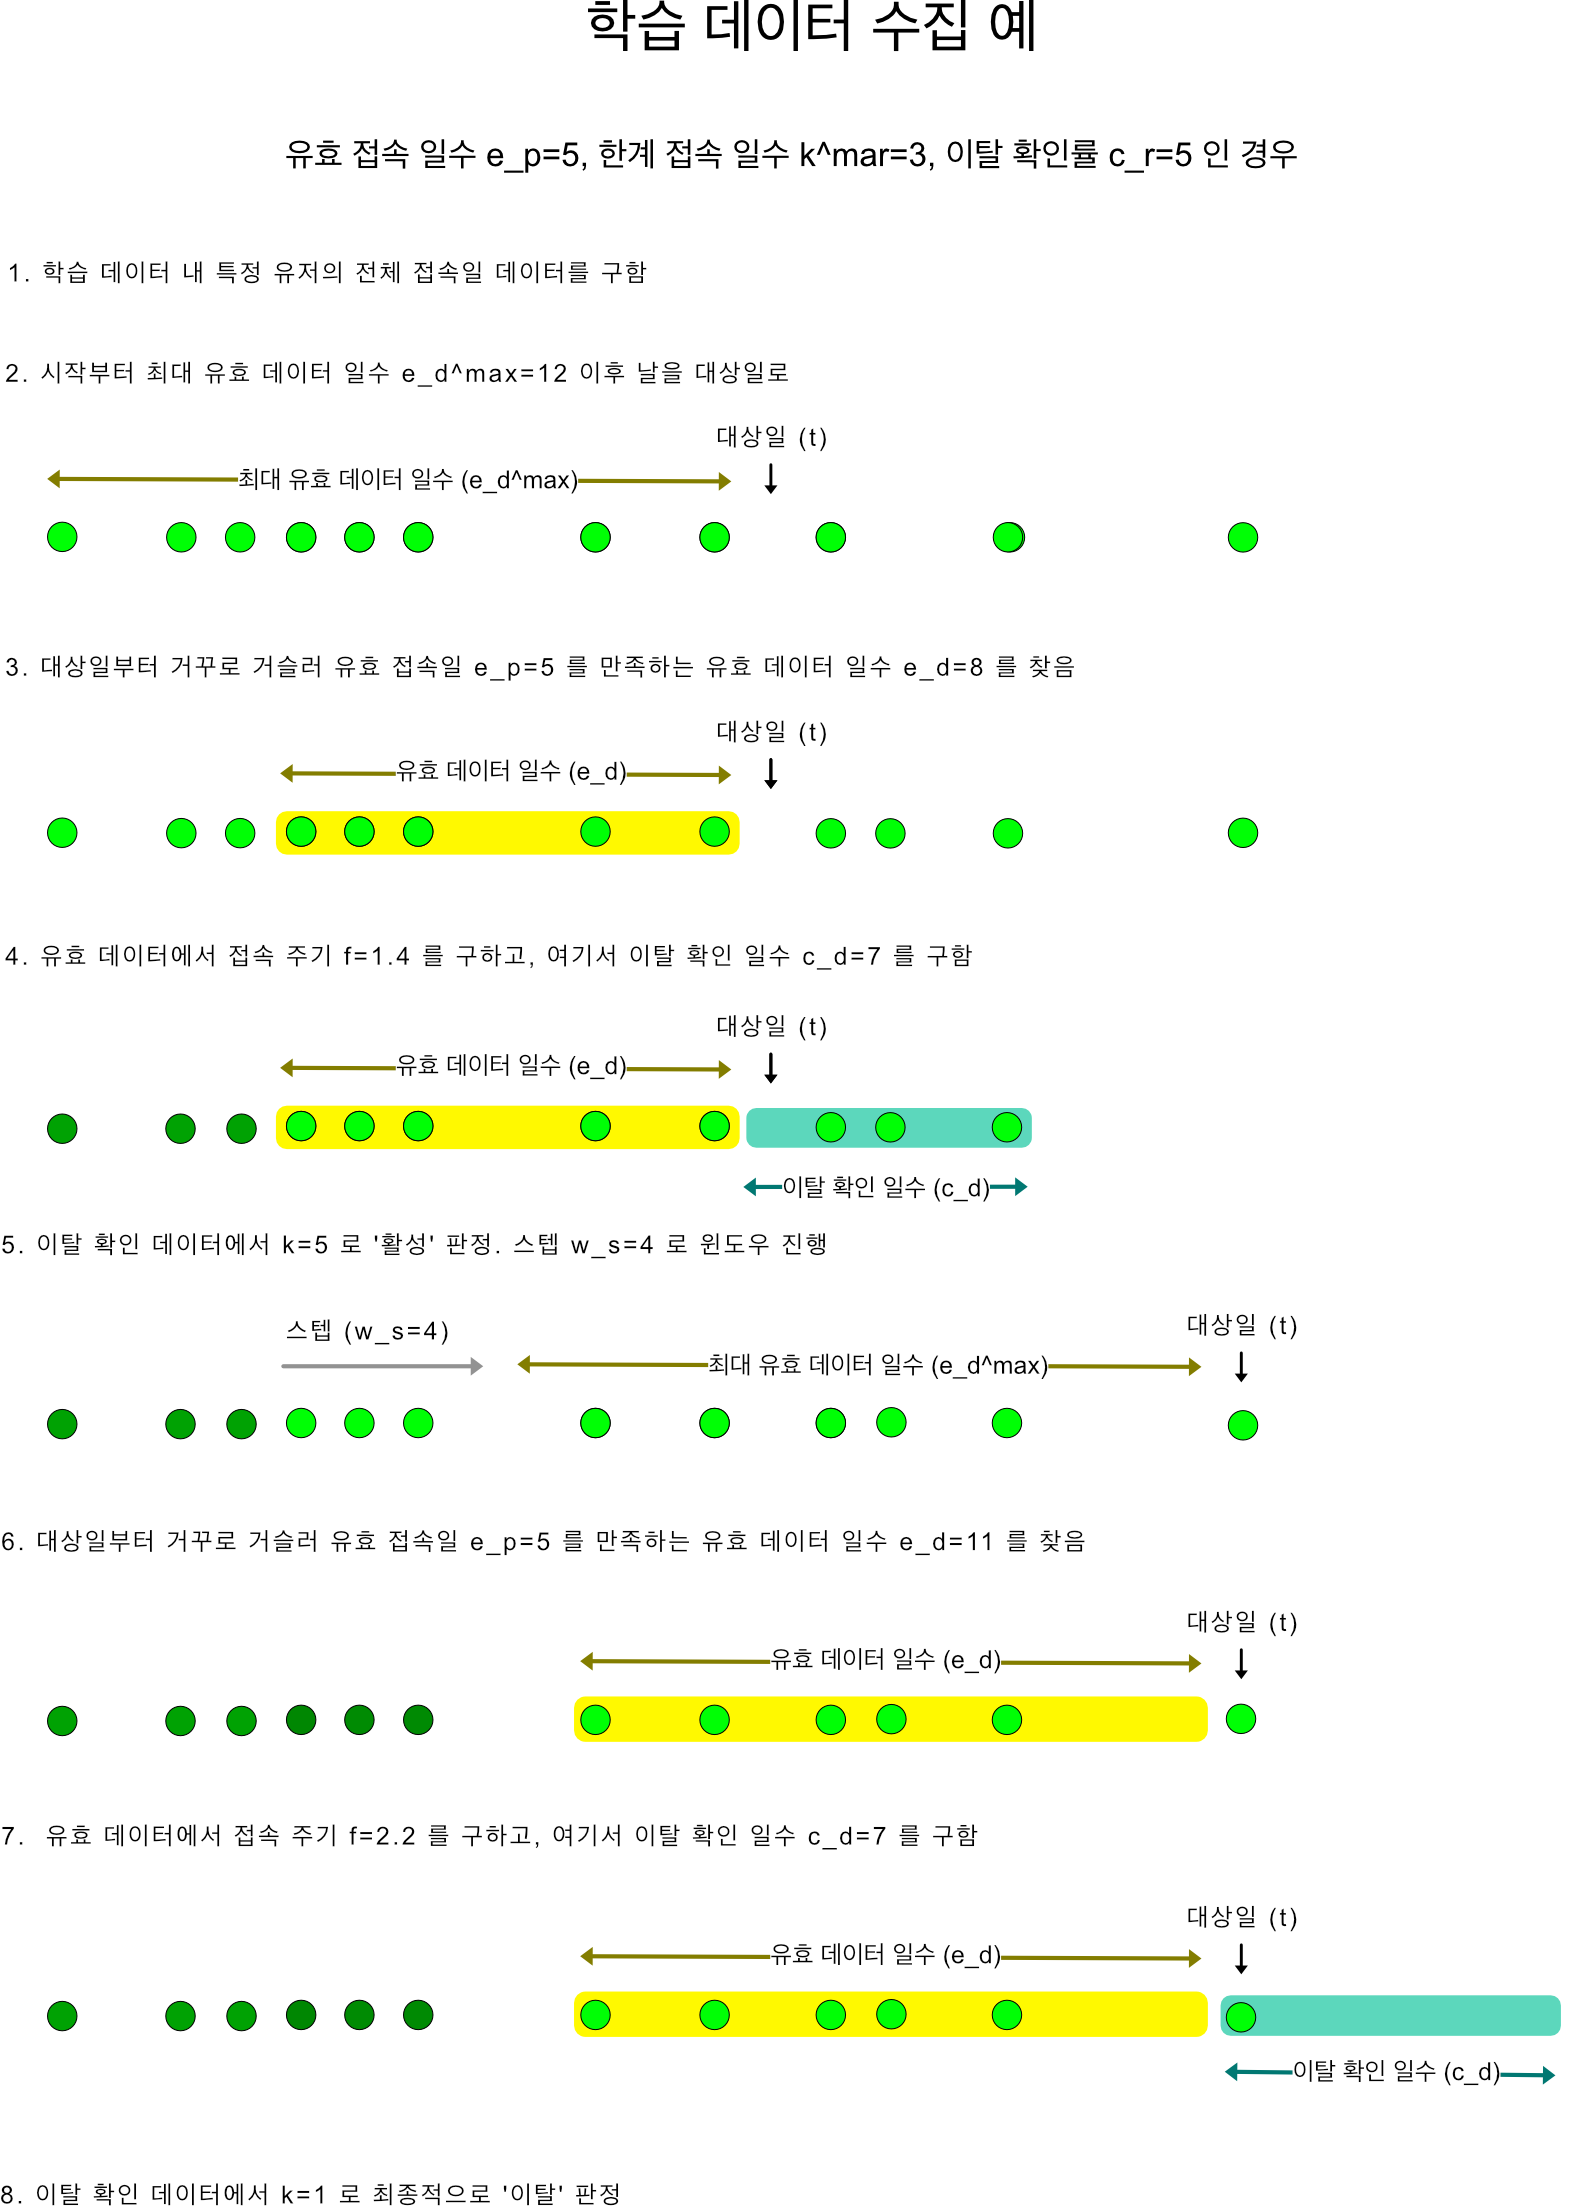 학습 데이터 수집 예
유효 접속 일수 e_p=5, 한계 접속 일수 k^mar=3, 이탈 확인률 c_r=5 인 경우
1. 학습 데이터 내 특정 유저의 전체 접속일 데이터를 구함
2. 시작부터 최대 유효 데이터 일수 e_d^max=12 이후 날을 대상일로
대상일 (t)
최대 유효 데이터 일수 (e_d^max)
3. 대상일부터 거꾸로 거슬러 유효 접속일 e_p=5 를 만족하는 유효 데이터 일수 e_d=8 를 찾음
대상일 (t)
유효 데이터 일수 (e_d)
4. 유효 데이터에서 접속 주기 f=1.4 를 구하고, 여기서 이탈 확인 일수 c_d=7 를 구함
대상일 (t)
유효 데이터 일수 (e_d)
이탈 확인 일수 (c_d)
5. 이탈 확인 데이터에서 k=5 로 '활성' 판정. 스텝 w_s=4 로 윈도우 진행
대상일 (t)
스텝 (w_s=4)
최대 유효 데이터 일수 (e_d^max)
6. 대상일부터 거꾸로 거슬러 유효 접속일 e_p=5 를 만족하는 유효 데이터 일수 e_d=11 를 찾음
대상일 (t)
유효 데이터 일수 (e_d)
7. 유효 데이터에서 접속 주기 f=2.2 를 구하고, 여기서 이탈 확인 일수 c_d=7 를 구함
대상일 (t)
유효 데이터 일수 (e_d)
이탈 확인 일수 (c_d)
8. 이탈 확인 데이터에서 k=1 로 최종적으로 '이탈' 판정